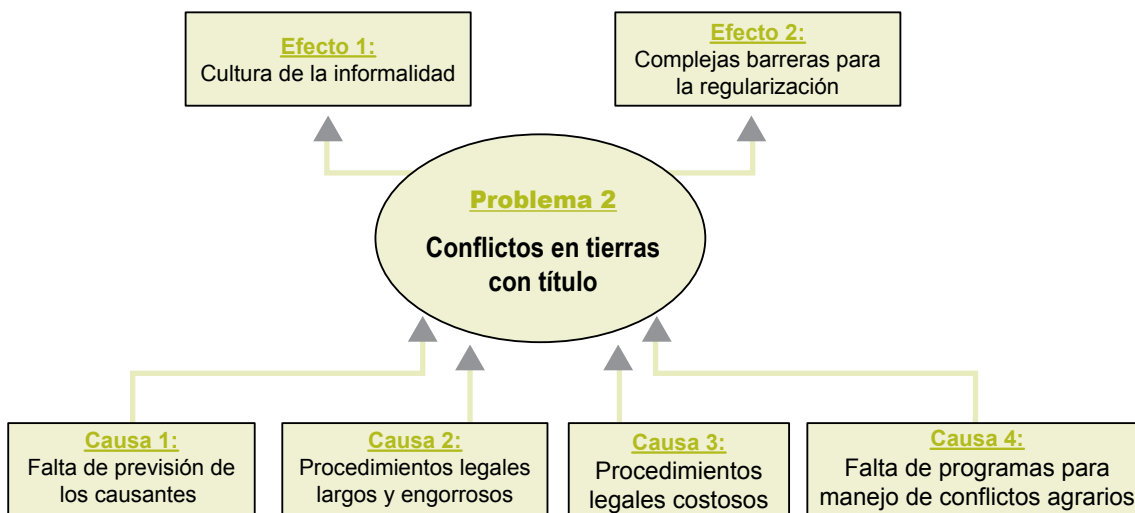 Efecto 1:
Cultura de la informalidad
Efecto 2:
Complejas barreras para
la regularización
Problema 2
Conflictos en tierras
con título
Causa 1:
Falta de previsión de
los causantes
Causa 2:
Procedimientos legales
largos y engorrosos
Causa 3:
Procedimientos
legales costosos
Causa 4:
Falta de programas para
manejo de conflictos agrarios